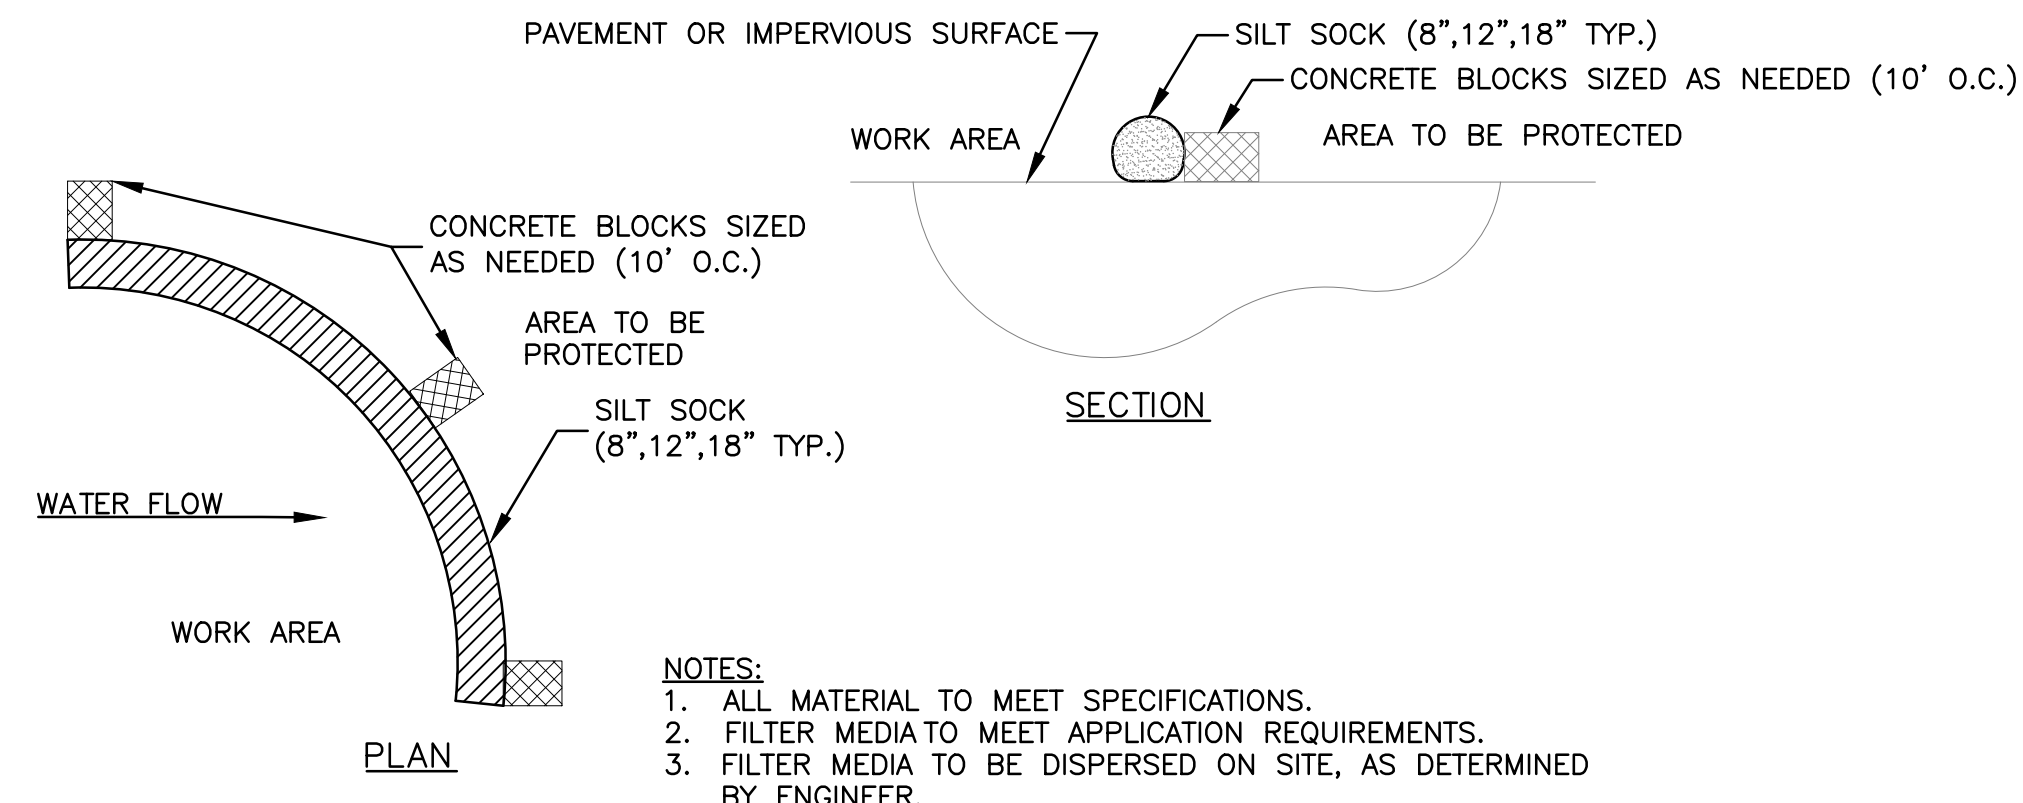 PAVEMENT OR IMPERVIOUS SURFACE
SILT SOCK (8",12",18" TYP.)
CONCRETE BLOCKS SIZED AS NEEDED (10' O.C.)
WORK AREA
AREA TO BE PROTECTED
CONCRETE BLOCKS SIZED
AS NEEDED (10' O.C.)
AREA TO BE
PROTECTED
SILT SOCK
(8",12",18" TYP.)
WATER FLOW
WORK AREA
PLAN
SECTION
NOTES:
1. ALL MATERIAL TO MEET SPECIFICATIONS.
2. FILTER MEDIA TO MEET APPLICATION REQUIREMENTS.
3. FILTER MEDIA TO BE DISPERSED ON SITE, AS DETERMINED
BY ENGINEER.